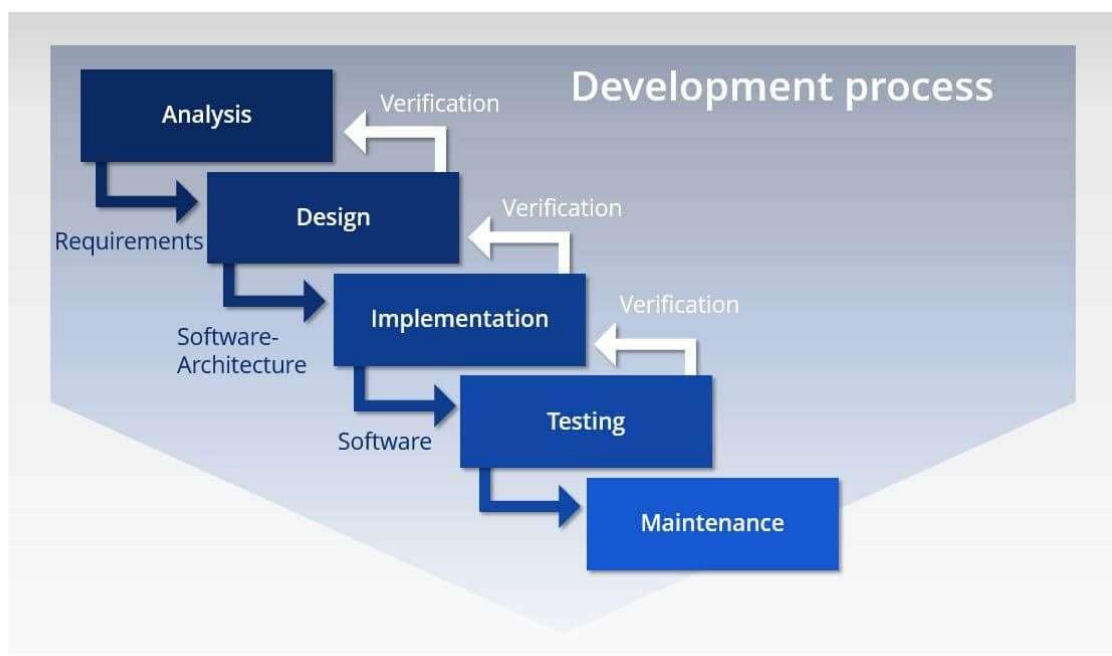 Development process
Analysis
Verification
Requirements
Design
Verification
Software-
Architecture
Implementation
Verification
Software
Testing
Maintenance